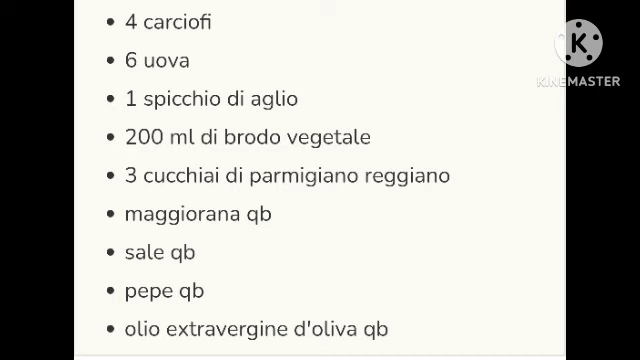 4 carciofi
6 uova
1 spicchio di aglio
200 ml di brodo vegetale
3 cucchiai di parmigiano reggiano
maggiorana qb
sale qb
pepe qb
olio extravergine d'oliva qb
K
KINEMASTER